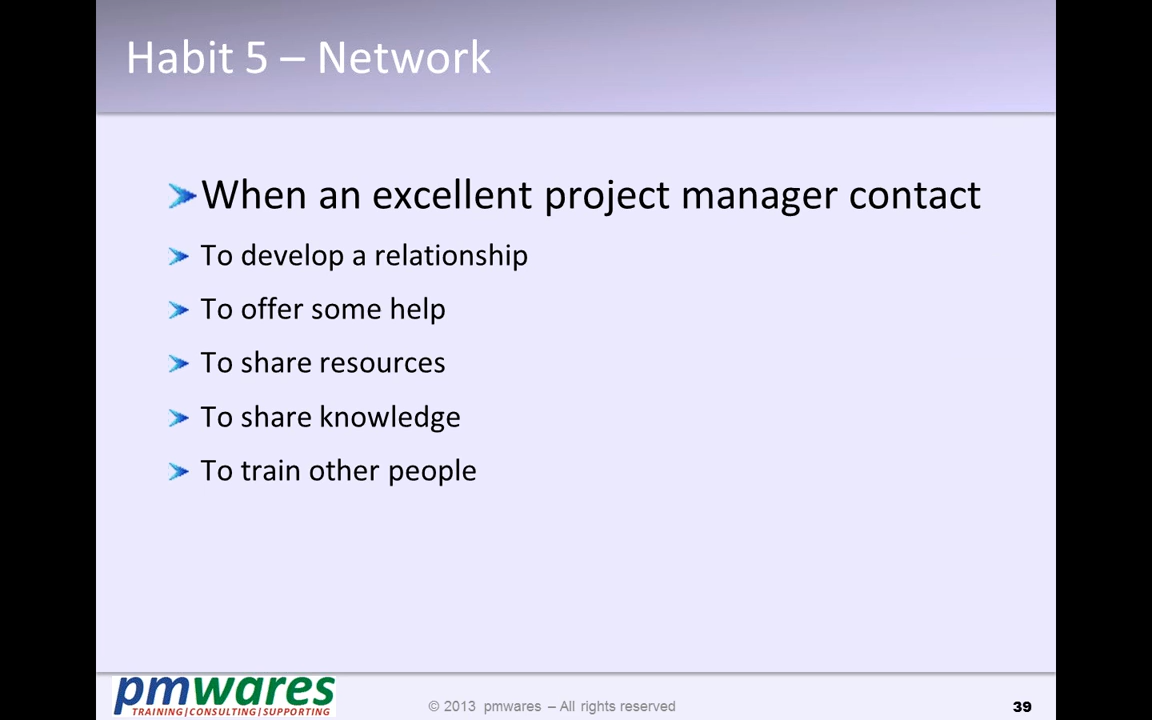 Habit 5 – Network
When an excellent project manager contact
To develop a relationship
To offer some help
To share resources
To share knowledge
To train other people
pmwares
TRAINING|CONSULTING|SUPPORTING
© 2013 pmwares – All rights reserved
39